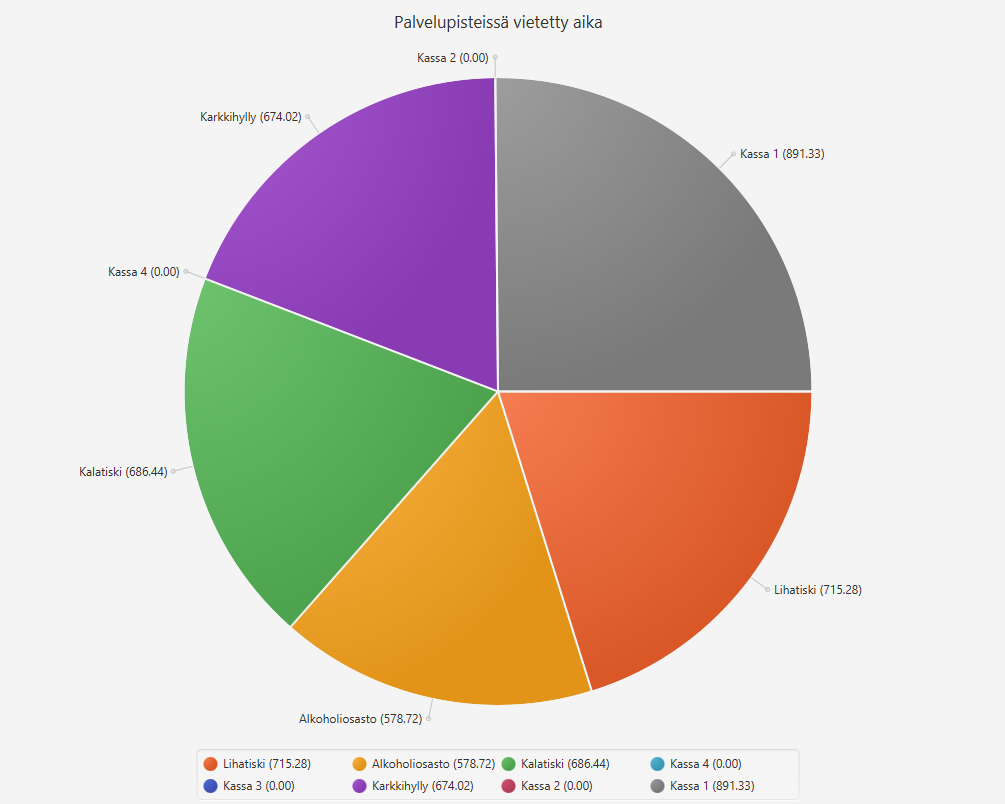 Palvelupisteissä vietetty aika
Kassa 2 (0.00)
Karkkihylly (674.02)
Kassa 1 (891.33)
Kassa 4 (0.00)
Kalatiski (686.44)
Lihatiski (715.28)
Alkoholiosasto (578.72)
Lihatiski (715.28) Alkoholiosasto (578.72) Kalatiski (686.44) Kassa 4 (0.00)
Kassa 3 (0.00) Karkkihylly (674.02) Kassa 2 (0.00) Kassa 1 (891.33)